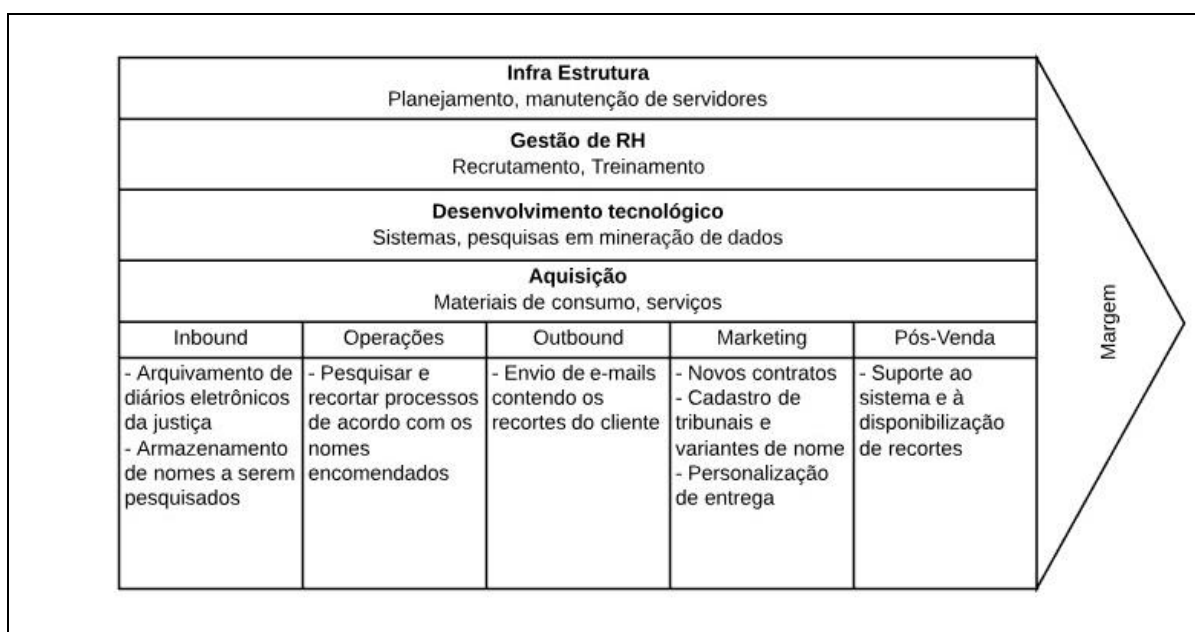 Infra Estrutura
Planejamento, manutenção de servidores
Gestão de RH
Recrutamento, Treinamento
Desenvolvimento tecnológico
Sistemas, pesquisas em mineração de dados
Aquisição
Materiais de consumo, serviços
Inbound
- Arquivamento de
diários eletrônicos
da justiça
- Armazenamento
de nomes a serem
pesquisados
Operações
- Pesquisar e
recortar processos
de acordo com os
nomes
encomendados
Outbound
- Envio de e-mails
contendo os
recortes do cliente
Marketing
- Novos contratos
- Cadastro de
tribunais e
variantes de nome
- Personalização
de entrega
Pós-Venda
- Suporte ao
sistema e à
disponibilização
de recortes
Margem